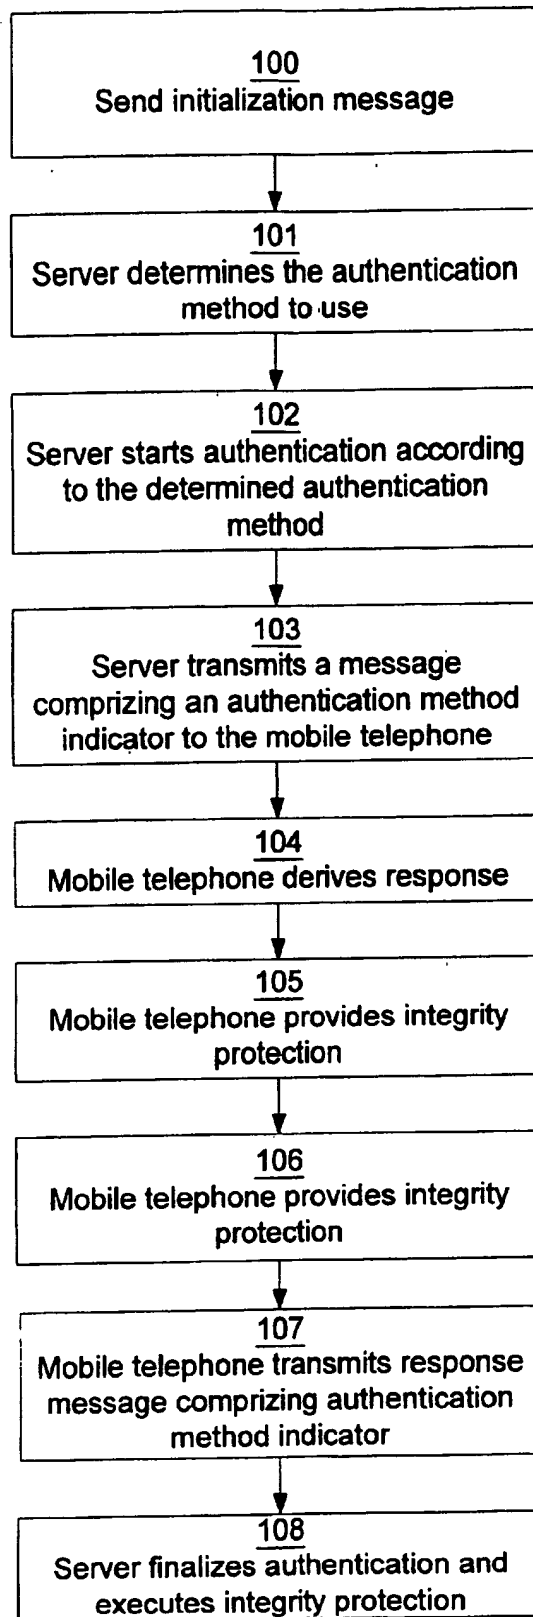 100
Send initialization message
101
Server determines the authentication
method to use
102
Server starts authentication according
to the determined authentication
method
103
Server transmits a message
comprizing an authentication method
indicator to the mobile telephone
104
Mobile telephone derives response
105
Mobile telephone provides integrity
protection
106
Mobile telephone provides integrity
protection
107
Mobile telephone transmits response
message comprizing authentication
method indicator
108
Server finalizes authentication and
executes integrity protection